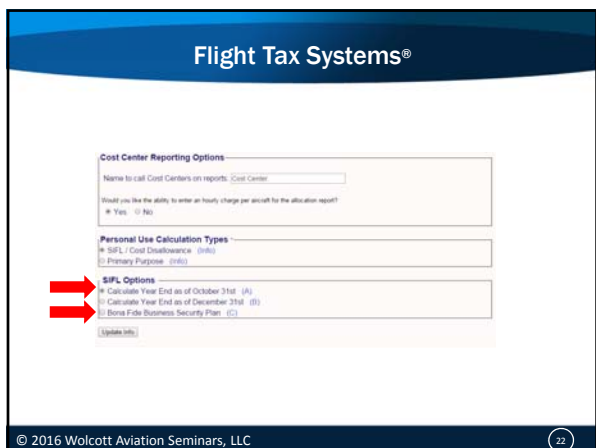 Flight Tax Systems®
Cost Center Reporting Options
Name to call Cost Centers on reports: Cost Center
Would you like the ability to enter an hourly charge per aircraft for the allocation report?
Yes No
Personal Use Calculation Types
SIFL / Cost Disallowance (Info)
Primary Purpose (Info)
SIFL Options
Calculate Year End as of October 31st (A)
Calculate Year End as of December 31st (B)
Bona Fide Business Security Plan (C)
Update Info
© 2016 Wolcott Aviation Seminars, LLC
22